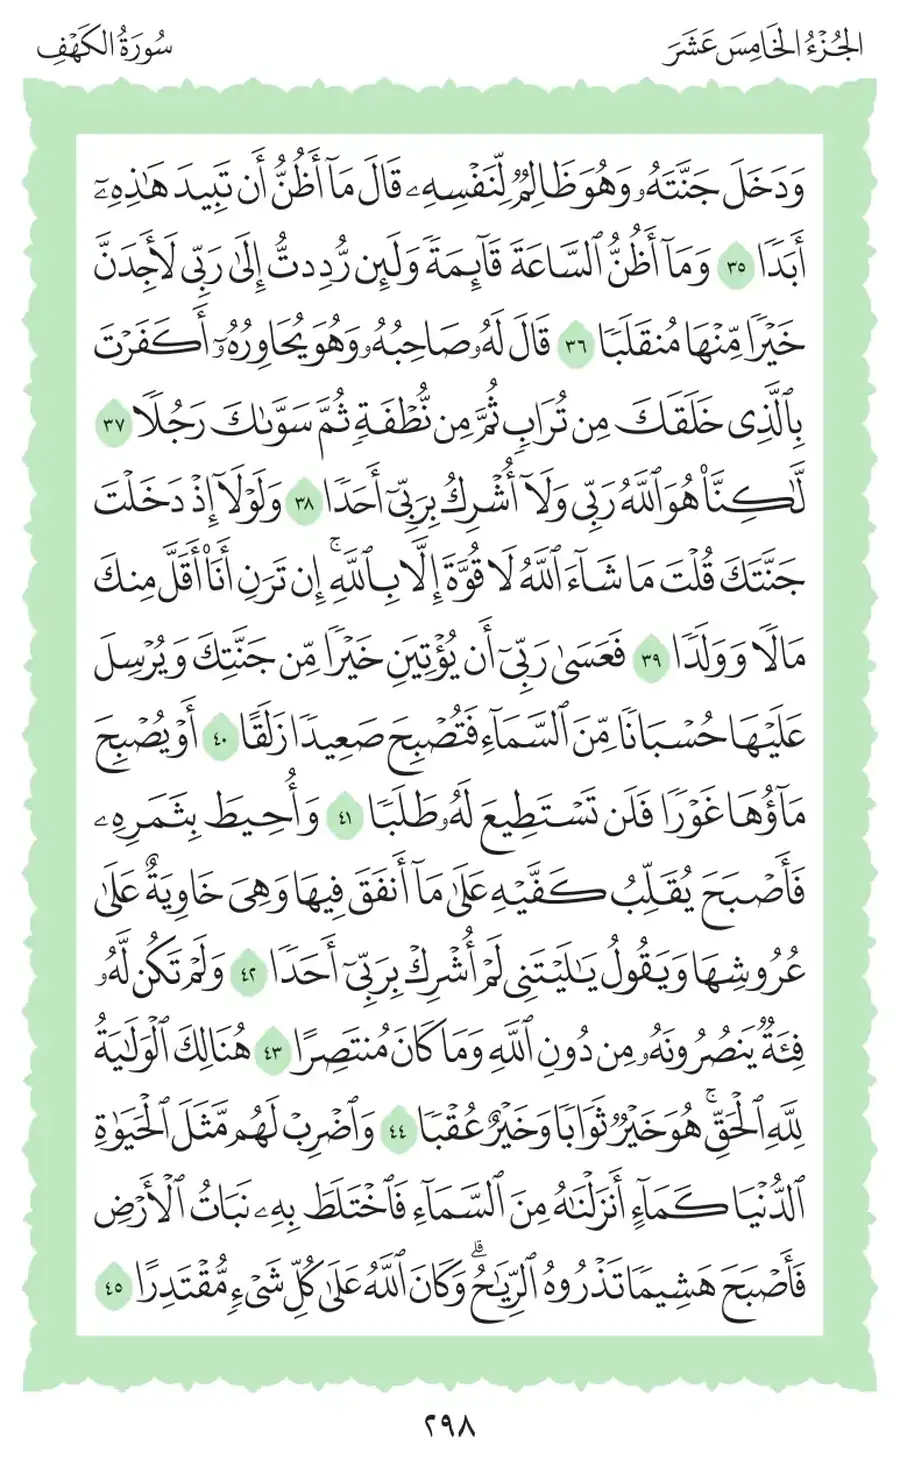 الجُزْءُ الخَامِسَ عَشَرَ
سُورَةُ الكَهْفِ
وَدَخَلَ جَنَّتَهُۥ وَهُوَ ظَالِمٌ لِّنَفْسِهِۦ قَالَ مَآ أَظُنُّ أَن تَبِيدَ هَٰذِهِۦٓ
أَبَدًا ٣٥ وَمَآ أَظُنُّ ٱلسَّاعَةَ قَآئِمَةً وَلَئِن رُّدِدتُّ إِلَىٰ رَبِّى لَأَجِدَنَّ
خَيْرًا مِّنْهَا مُنقَلَبًا ٣٦ قَالَ لَهُۥ صَاحِبُهُۥ وَهُوَ يُحَاوِرُهُۥٓ أَكَفَرْتَ
بِٱلَّذِى خَلَقَكَ مِن تُرَابٍ ثُمَّ مِن نُّطْفَةٍ ثُمَّ سَوَّىٰكَ رَجُلًا ٣٧
لَّٰكِنَّا۠ هُوَ ٱللَّهُ رَبِّى وَلَآ أُشْرِكُ بِرَبِّىٓ أَحَدًا ٣٨ وَلَوْلَآ إِذْ دَخَلْتَ
جَنَّتَكَ قُلْتَ مَا شَآءَ ٱللَّهُ لَا قُوَّةَ إِلَّا بِٱللَّهِ ۚ إِن تَرَنِ أَنَا۠ أَقَلَّ مِنكَ
مَالًا وَوَلَدًا ٣٩ فَعَسَىٰ رَبِّىٓ أَن يُؤْتِيَنِ خَيْرًا مِّن جَنَّتِكَ وَيُرْسِلَ
عَلَيْهَا حُسْبَانًا مِّنَ ٱلسَّمَآءِ فَتُصْبِحَ صَعِيدًا زَلَقًا ٤٠ أَوْ يُصْبِحَ
مَآؤُهَا غَوْرًا فَلَن تَسْتَطِيعَ لَهُۥ طَلَبًا ٤١ وَأُحِيطَ بِثَمَرِهِۦ
فَأَصْبَحَ يُقَلِّبُ كَفَّيْهِ عَلَىٰ مَآ أَنفَقَ فِيهَا وَهِىَ خَاوِيَةٌ عَلَىٰ
عُرُوشِهَا وَيَقُولُ يَٰلَيْتَنِى لَمْ أُشْرِكْ بِرَبِّىٓ أَحَدًا ٤٢ وَلَمْ تَكُن لَّهُۥ
فِئَةٌ يَنصُرُونَهُۥ مِن دُونِ ٱللَّهِ وَمَا كَانَ مُنتَصِرًا ٤٣ هُنَالِكَ ٱلْوَلَٰيَةُ
لِلَّهِ ٱلْحَقِّ ۚ هُوَ خَيْرٌ ثَوَابًا وَخَيْرٌ عُقْبًا ٤٤ وَٱضْرِبْ لَهُم مَّثَلَ ٱلْحَيَوٰةِ
ٱلدُّنْيَا كَمَآءٍ أَنزَلْنَٰهُ مِنَ ٱلسَّمَآءِ فَٱخْتَلَطَ بِهِۦ نَبَاتُ ٱلْأَرْضِ
فَأَصْبَحَ هَشِيمًا تَذْرُوهُ ٱلرِّيَٰحُ ۗ وَكَانَ ٱللَّهُ عَلَىٰ كُلِّ شَىْءٍ مُّقْتَدِرًا ٤٥
٢٩٨